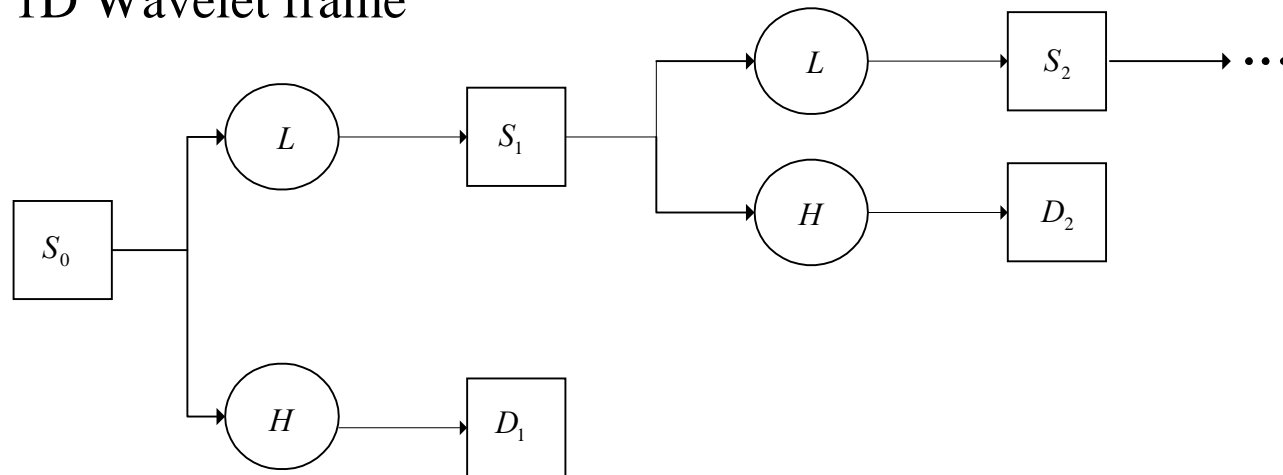 1D Wavelet frame
L
S₂
...
L
S₁
H
D₂
S₀
H
D₁